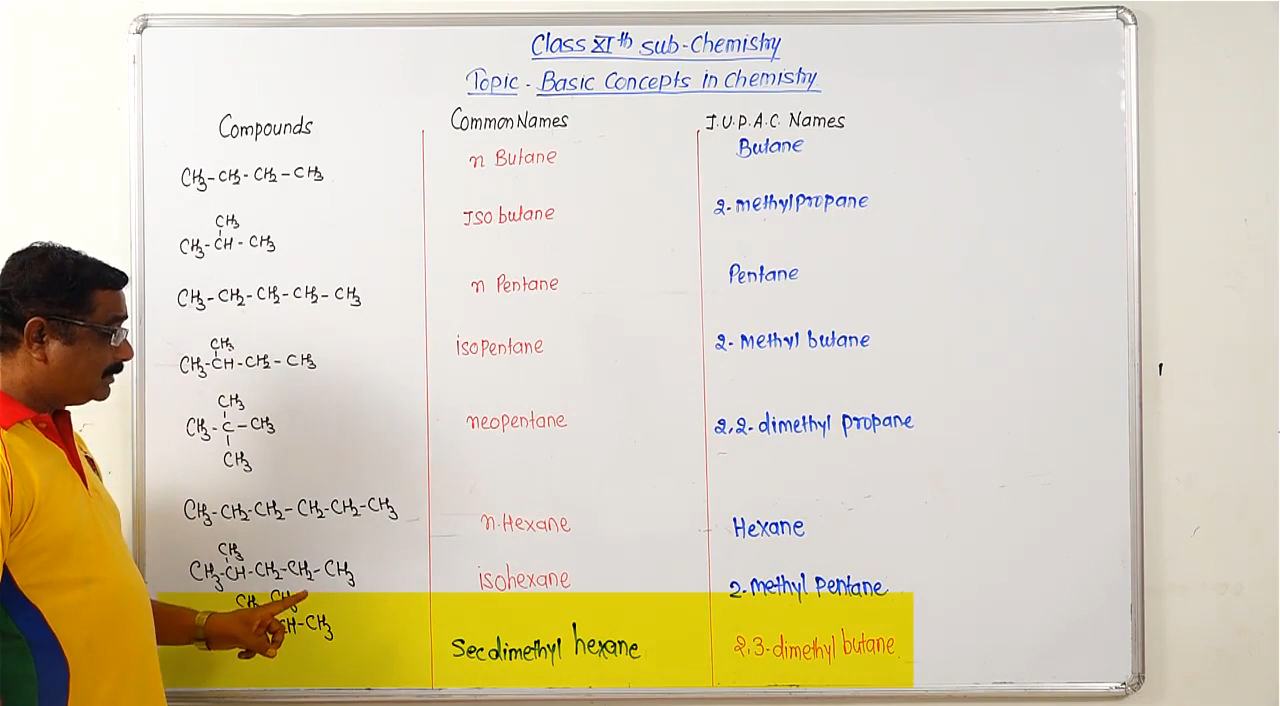 Class XIth sub-Chemistry
Topic - Basic Concepts in Chemistry
Compounds Common Names I.U.P.A.C. Names
CH3-CH2-CH2-CH3 n Butane Butane
CH3
CH3-CH-CH3 Iso butane 2-methylpropane
CH3-CH2-CH2-CH2-CH3 n Pentane Pentane
CH3
CH3-CH-CH2-CH3 isopentane 2-Methyl butane
CH3
CH3-C-CH3 neopentane 2,2-dimethyl propane
CH3
CH3-CH2-CH2-CH2-CH2-CH3 n-Hexane Hexane
CH3
CH3-CH-CH2-CH2-CH3 isohexane 2-methyl Pentane
CH-CH3
Secdimethyl hexane 2,3-dimethyl butane